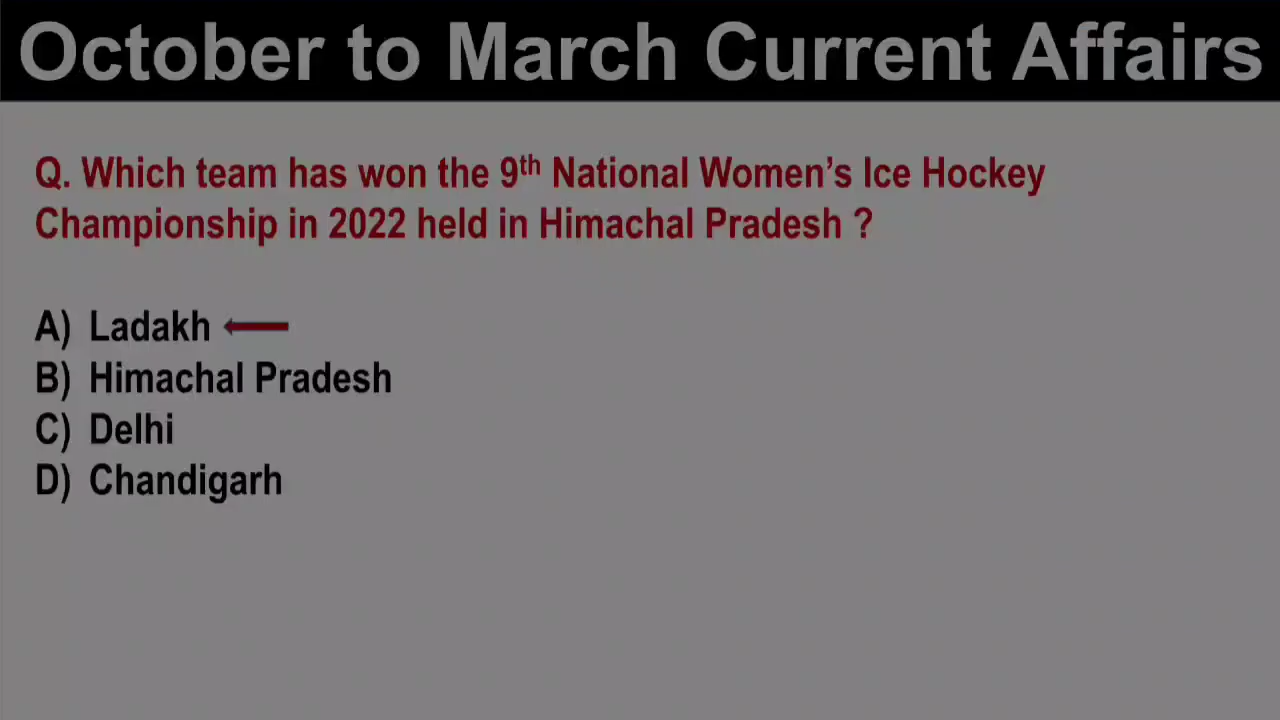 October to March Current Affairs
Q. Which team has won the 9th National Women’s Ice Hockey
Championship in 2022 held in Himachal Pradesh ?
A) Ladakh
B) Himachal Pradesh
C) Delhi
D) Chandigarh